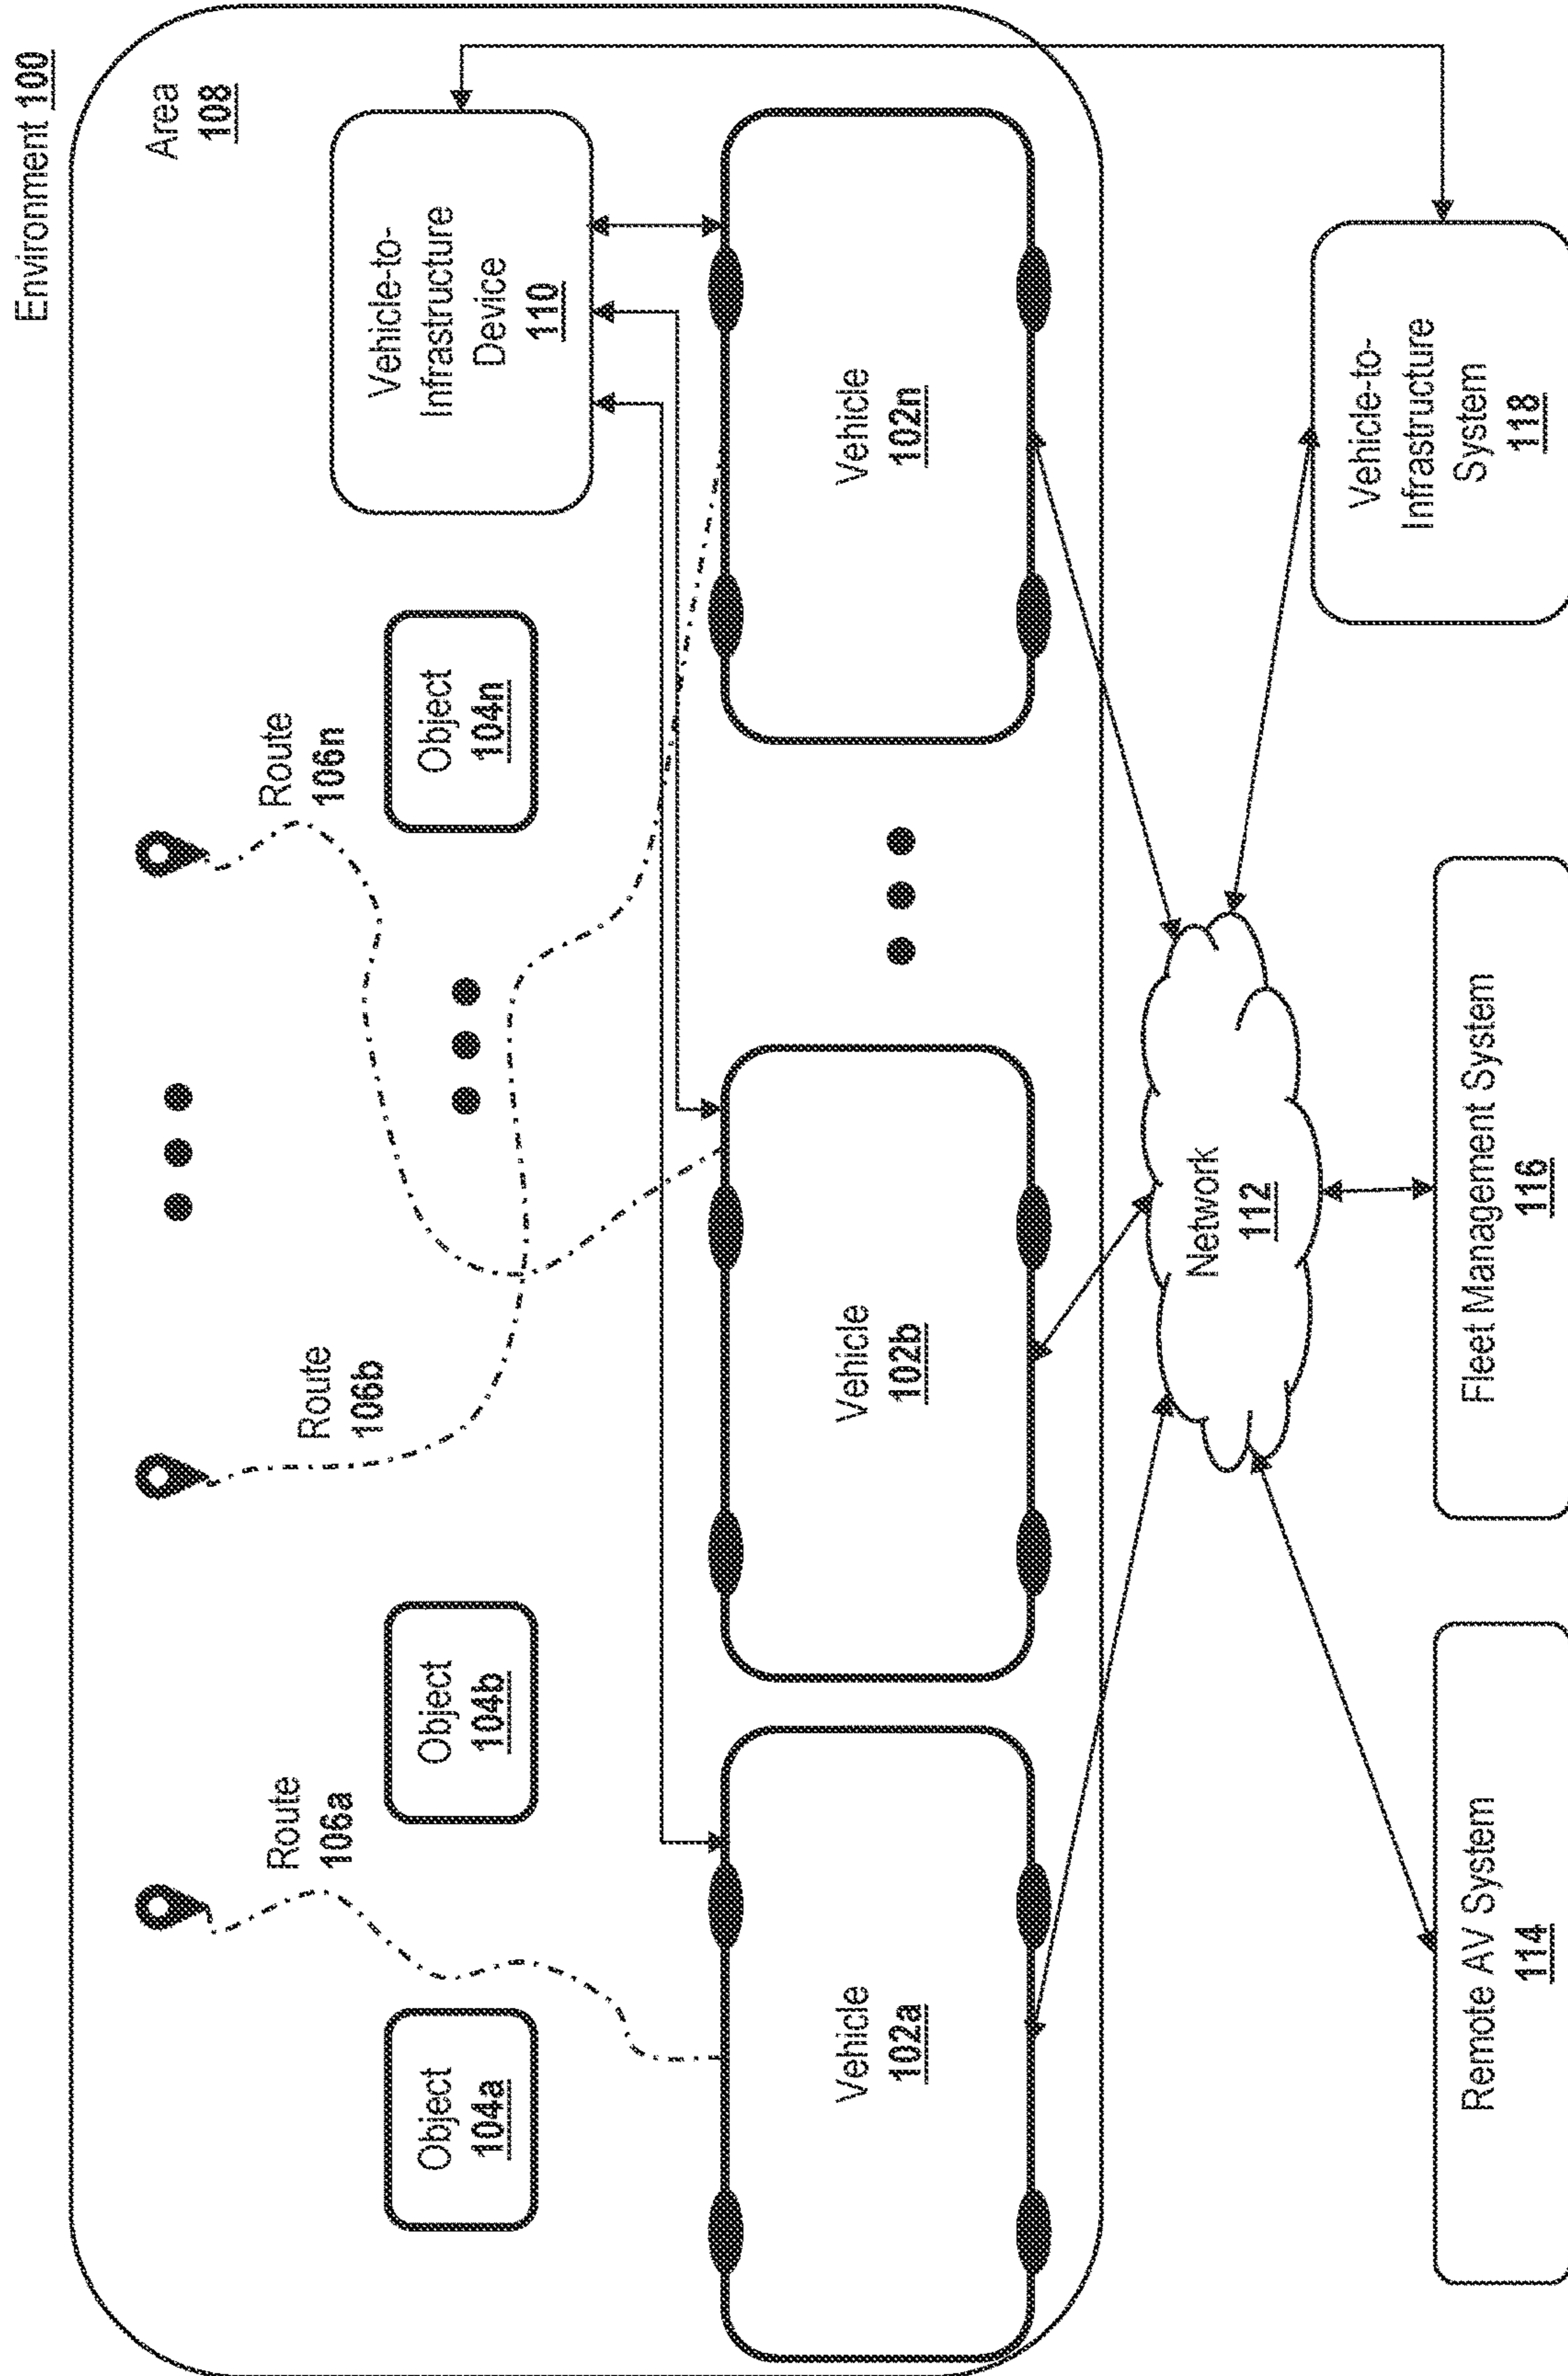 Environment 100
Area
108
Route
106a
Route
106b
Route
106n
Object
104a
Object
104b
Object
104n
Vehicle-to-
Infrastructure
Device
110
Vehicle
102a
Vehicle
102b
Vehicle
102n
Network
112
Remote AV System
114
Fleet Management System
116
Vehicle-to-
Infrastructure
System
118